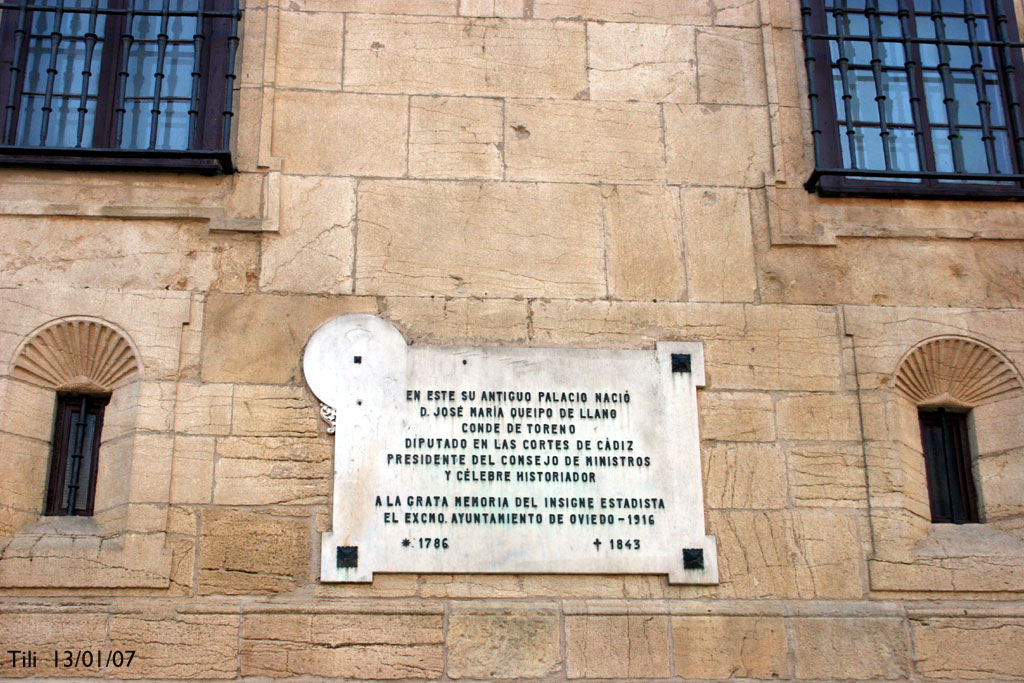 EN ESTE SU ANTIGUO PALACIO NACIÓ
D. JOSÉ MARÍA QUEIPO DE LLANO
CONDE DE TORENO
DIPUTADO EN LAS CORTES DE CÁDIZ
PRESIDENTE DEL CONSEJO DE MINISTROS
Y CÉLEBRE HISTORIADOR
A LA GRATA MEMORIA DEL INSIGNE ESTADISTA
EL EXCMO. AYUNTAMIENTO DE OVIEDO - 1916
* 1786 † 1843
Tili 13/01/07